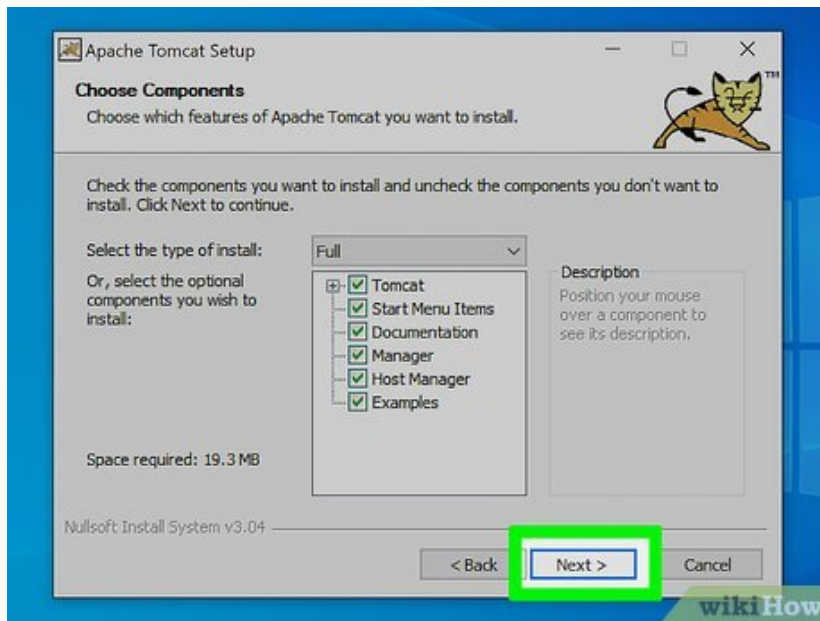 Apache Tomcat Setup
Choose Components
Choose which features of Apache Tomcat you want to install.
TM
Check the components you want to install and uncheck the components you don't want to
install. Click Next to continue.
Select the type of install:
Full
Or, select the optional
components you wish to
install:
Tomcat
Start Menu Items
Documentation
Manager
Host Manager
Examples
Description
Position your mouse
over a component to
see its description.
Space required: 19.3 MB
Nullsoft Install System v3.04
< Back
Next >
Cancel
wikiHow